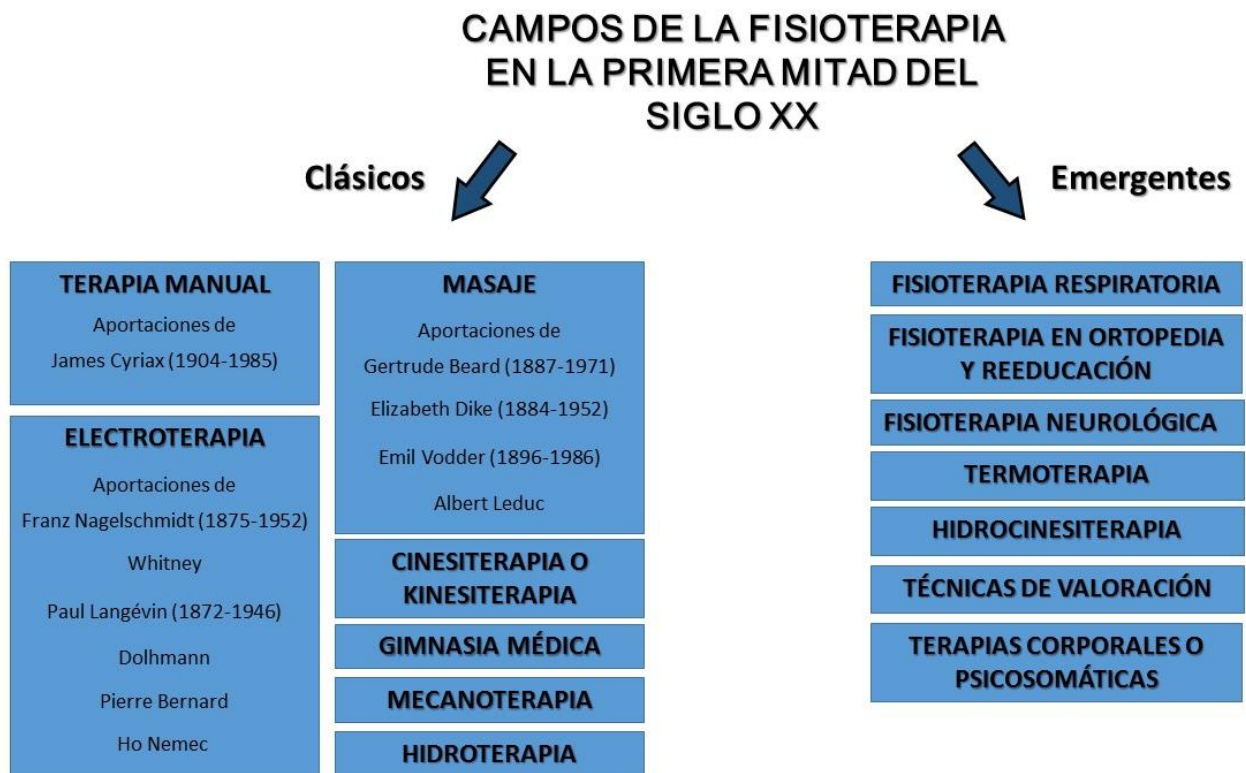 CAMPOS DE LA FISIOTERAPIA
EN LA PRIMERA MITAD DEL
SIGLO XX
Clásicos
Emergentes
TERAPIA MANUAL
Aportaciones de
James Cyriax (1904-1985)
ELECTROTERAPIA
Aportaciones de
Franz Nagelschmidt (1875-1952)
Whitney
Paul Langévin (1872-1946)
Dolhmann
Pierre Bernard
Ho Nemec
MASAJE
Aportaciones de
Gertrude Beard (1887-1971)
Elizabeth Dike (1884-1952)
Emil Vodder (1896-1986)
Albert Leduc
CINESITERAPIA O
KINESITERAPIA
GIMNASIA MÉDICA
MECANOTERAPIA
HIDROTERAPIA
FISIOTERAPIA RESPIRATORIA
FISIOTERAPIA EN ORTOPEDIA
Y REEDUCACIÓN
FISIOTERAPIA NEUROLÓGICA
TERMOTERAPIA
HIDROCINESITERAPIA
TÉCNICAS DE VALORACIÓN
TERAPIAS CORPORALES O
PSICOSOMÁTICAS